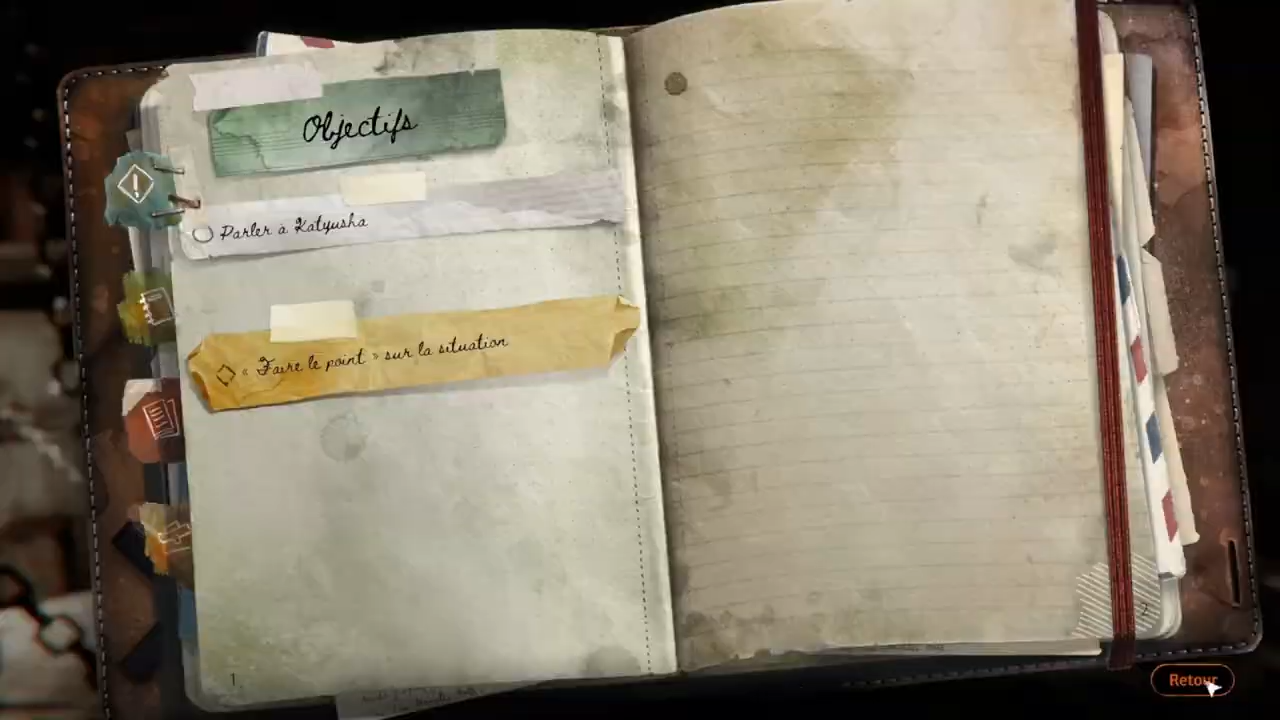 Objectifs
Parler à Katyusha
« Faire le point » sur la situation
1
2
Retour